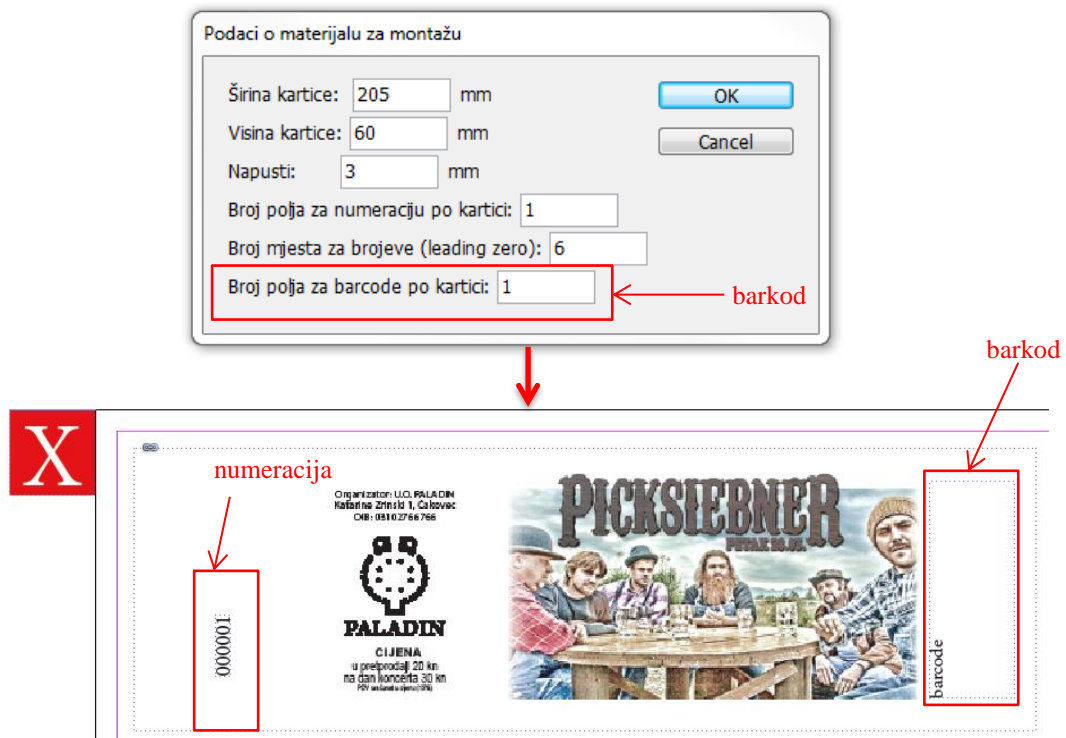 Podaci o materijalu za montažu
Širina kartice: 205 mm
OK
Visina kartice: 60 mm
Cancel
Napusti: 3 mm
Broj polja za numeraciju po kartici: 1
Broj mjesta za brojeve (leading zero): 6
Broj polja za barcode po kartici: 1
barkod
barkod
X
numeracija
Organizator: U.O. PALADIN
Katarine Zrinski 1, Čakovec
OIB: 03102766766
PICKSIEBNER
PETAK
000001
PALADIN
CIJENA
u pretprodaji 20 kn
na dan koncerta 30 kn
barcode